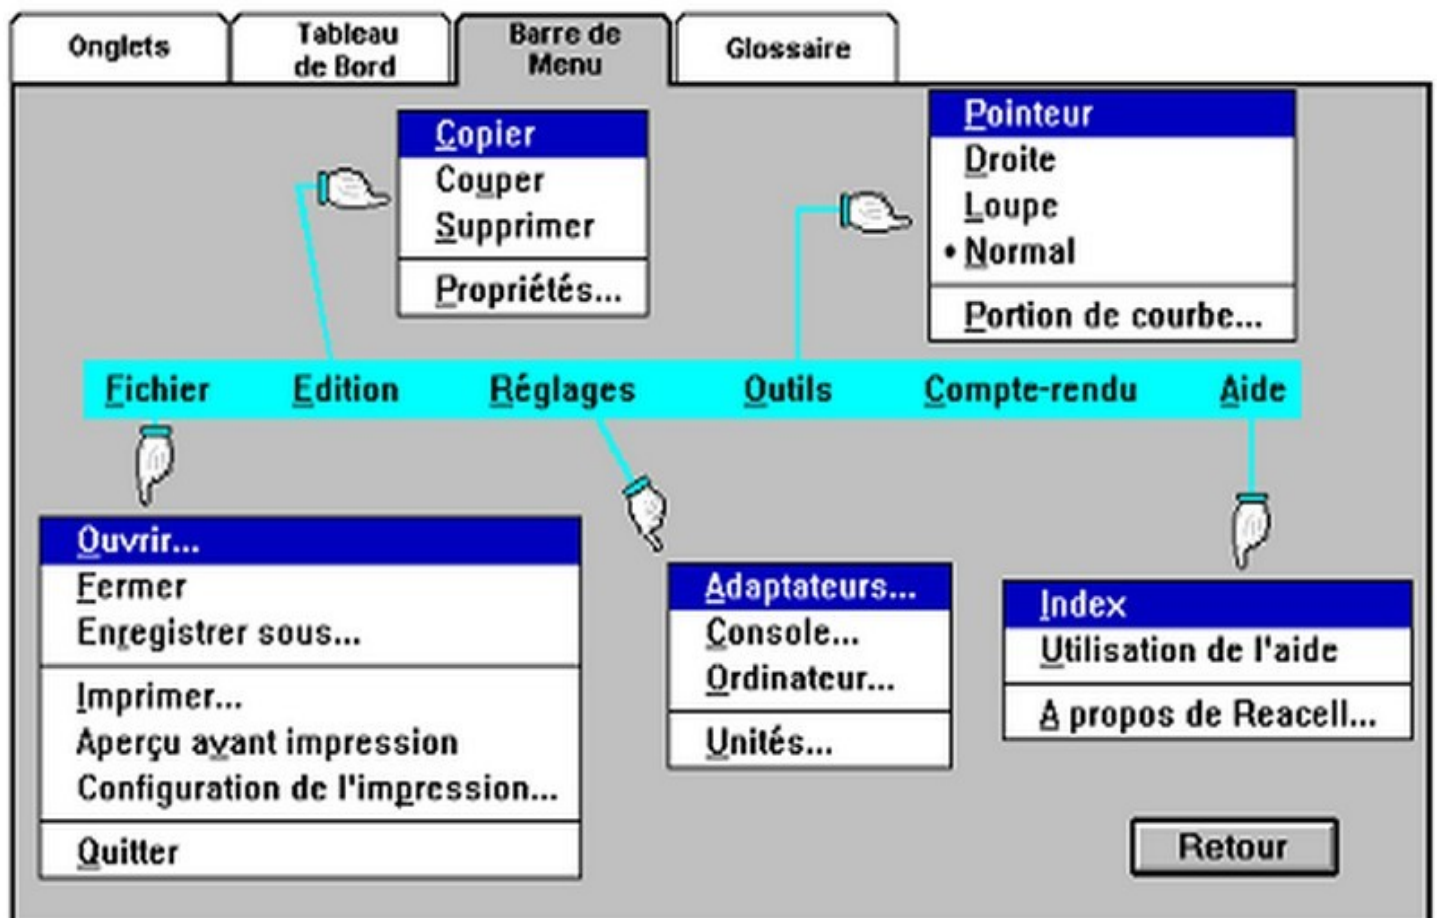 Onglets
Tableau
de Bord
Barre de
Menu
Glossaire
Copier
Couper
Supprimer
Propriétés...
Pointeur
Droite
Loupe
• Normal
Portion de courbe...
Fichier Edition Réglages Outils Compte-rendu Aide
Ouvrir...
Fermer
Enregistrer sous...
Imprimer...
Aperçu avant impression
Configuration de l'impression...
Quitter
Adaptateurs...
Console...
Ordinateur...
Unités...
Index
Utilisation de l'aide
A propos de Reacell...
Retour